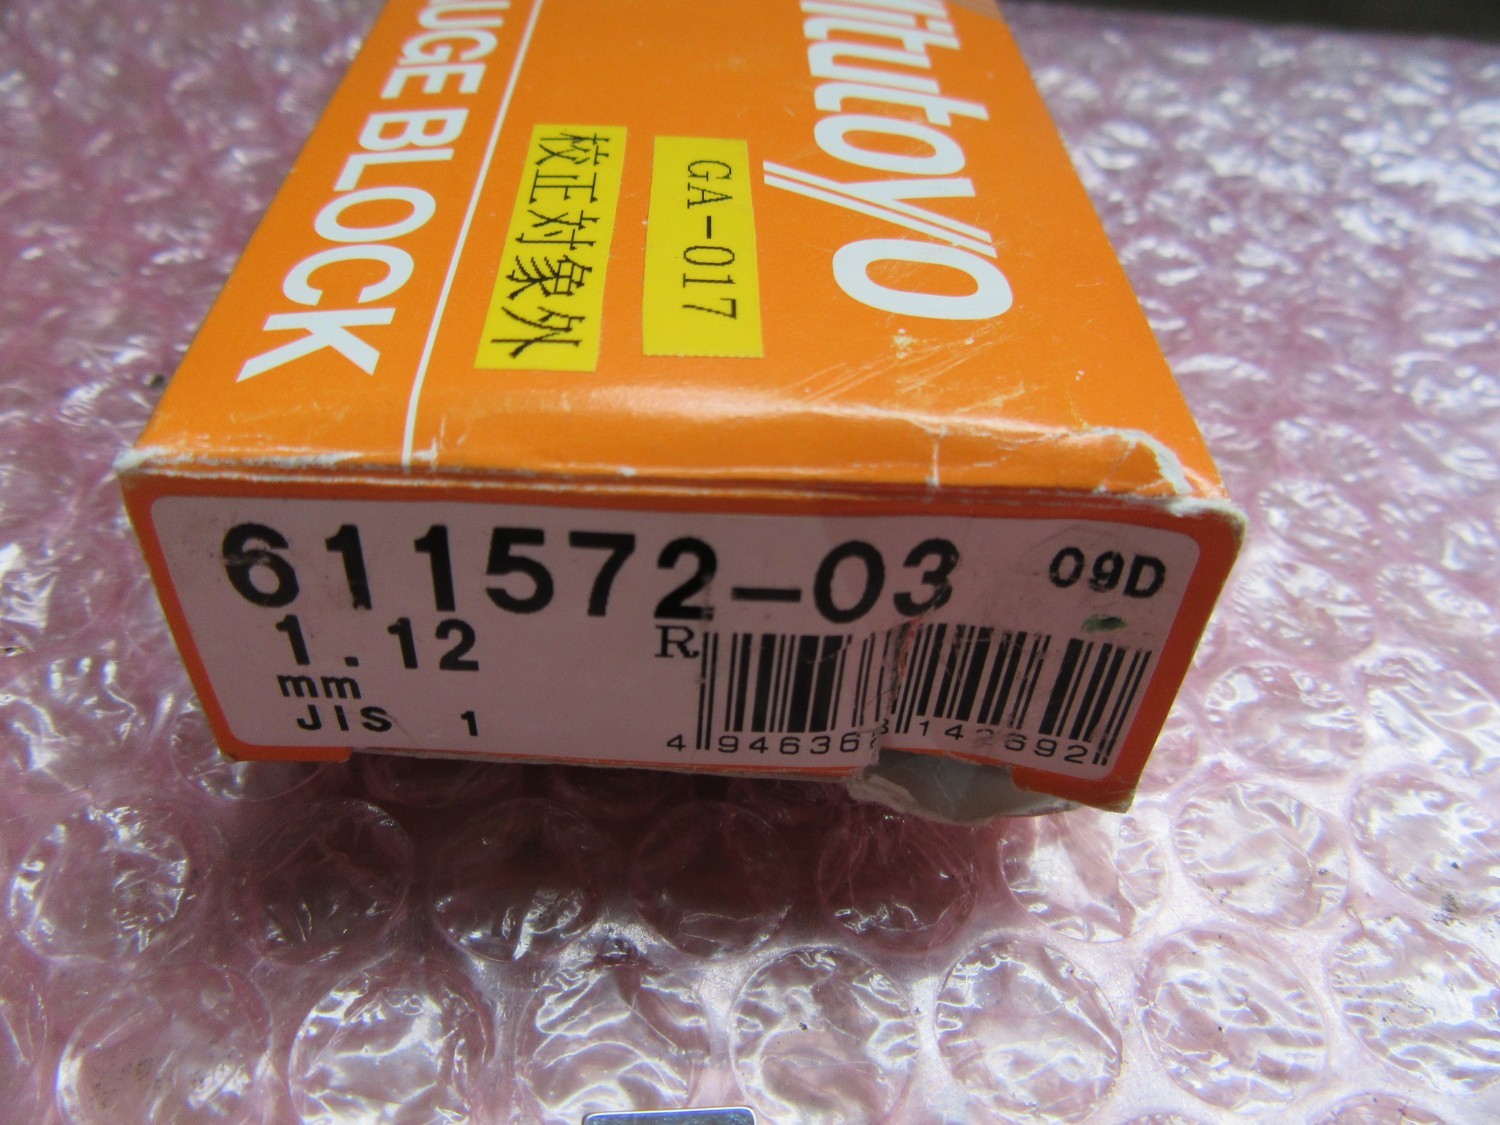 Mitutoyo
GA-017
校正対象外
GAUGE BLOCK
611572-03 09D
1.12 R
mm
JIS 1